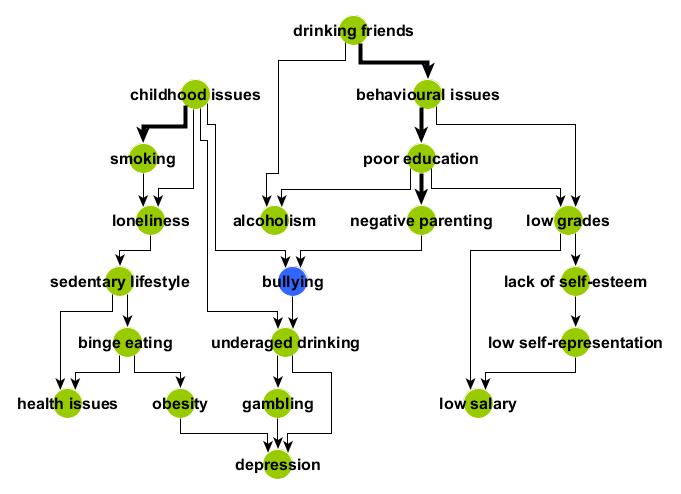 drinking friends
childhood issues
behavioural issues
smoking
poor education
loneliness
alcoholism
negative parenting
low grades
sedentary lifestyle
bullying
lack of self-esteem
binge eating
underaged drinking
low self-representation
health issues
obesity
gambling
low salary
depression